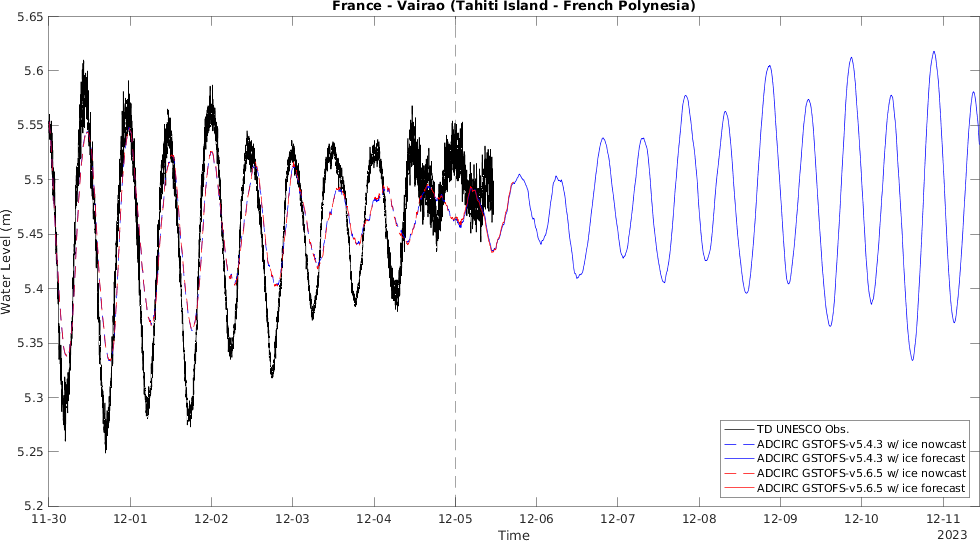 France - Vairao (Tahiti Island - French Polynesia)
5.65
5.6
5.55
5.5
5.45
5.4
5.35
5.3
5.25
5.2
Water Level (m)
TD UNESCO Obs.
ADCIRC GSTOFS-v5.4.3 w/ ice nowcast
ADCIRC GSTOFS-v5.4.3 w/ ice forecast
ADCIRC GSTOFS-v5.6.5 w/ ice nowcast
ADCIRC GSTOFS-v5.6.5 w/ ice forecast
11-30 12-01 12-02 12-03 12-04 12-05 12-06 12-07 12-08 12-09 12-10 12-11
Time 2023